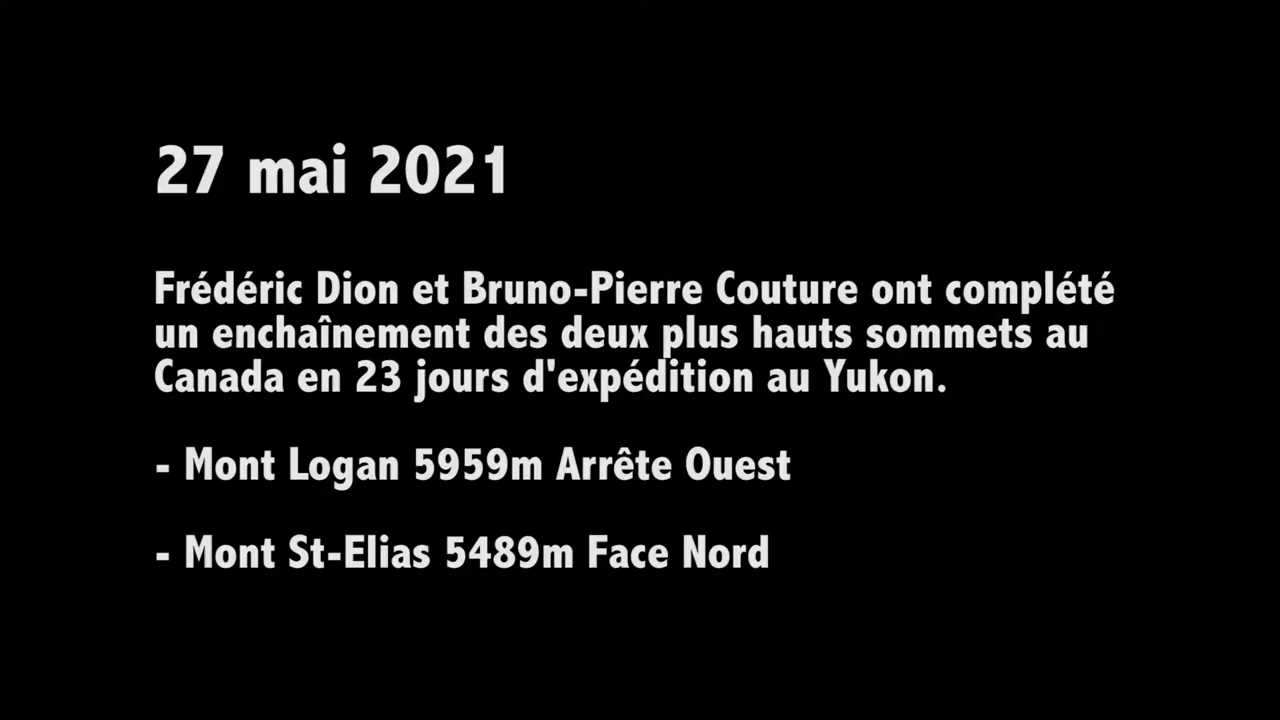 27 mai 2021
Frédéric Dion et Bruno-Pierre Couture ont complété
un enchaînement des deux plus hauts sommets au
Canada en 23 jours d'expédition au Yukon.
- Mont Logan 5959m Arrête Ouest
- Mont St-Elias 5489m Face Nord